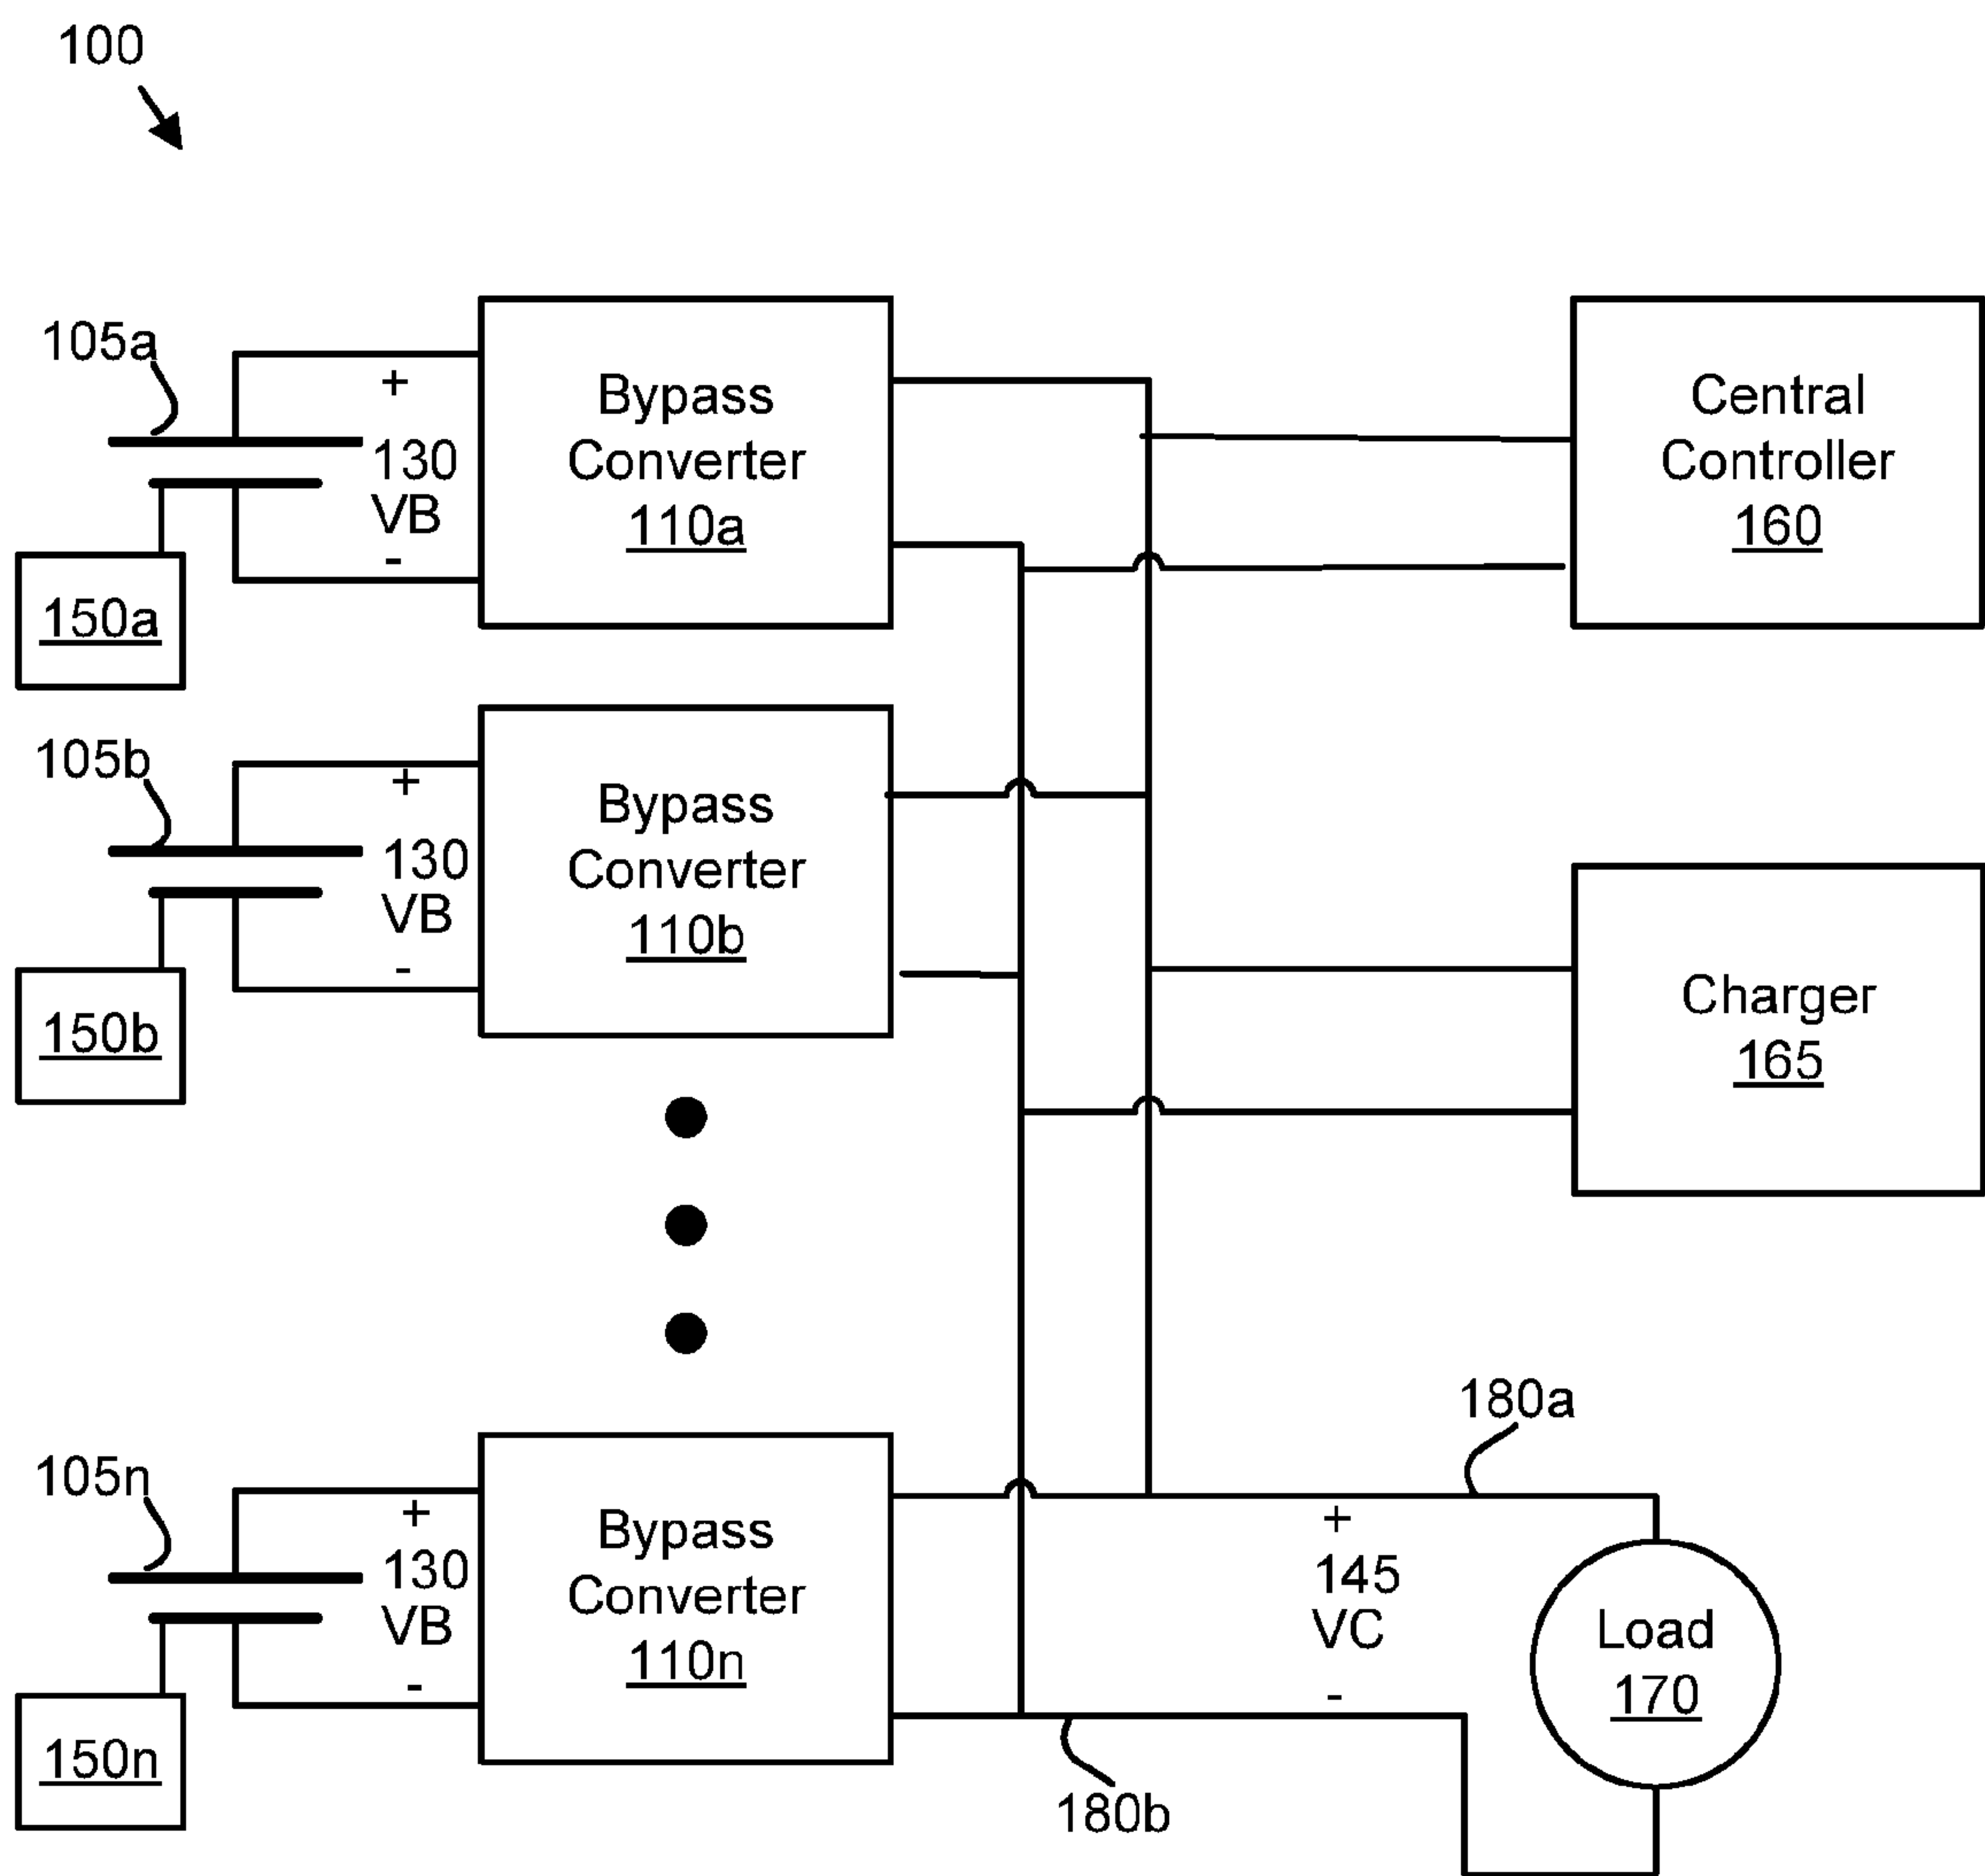 100
105a
+
130
VB
-
150a
Bypass
Converter
110a
Central
Controller
160
105b
+
130
VB
-
150b
Bypass
Converter
110b
Charger
165
105n
+
130
VB
-
150n
Bypass
Converter
110n
180a
+
145
VC
-
Load
170
180b